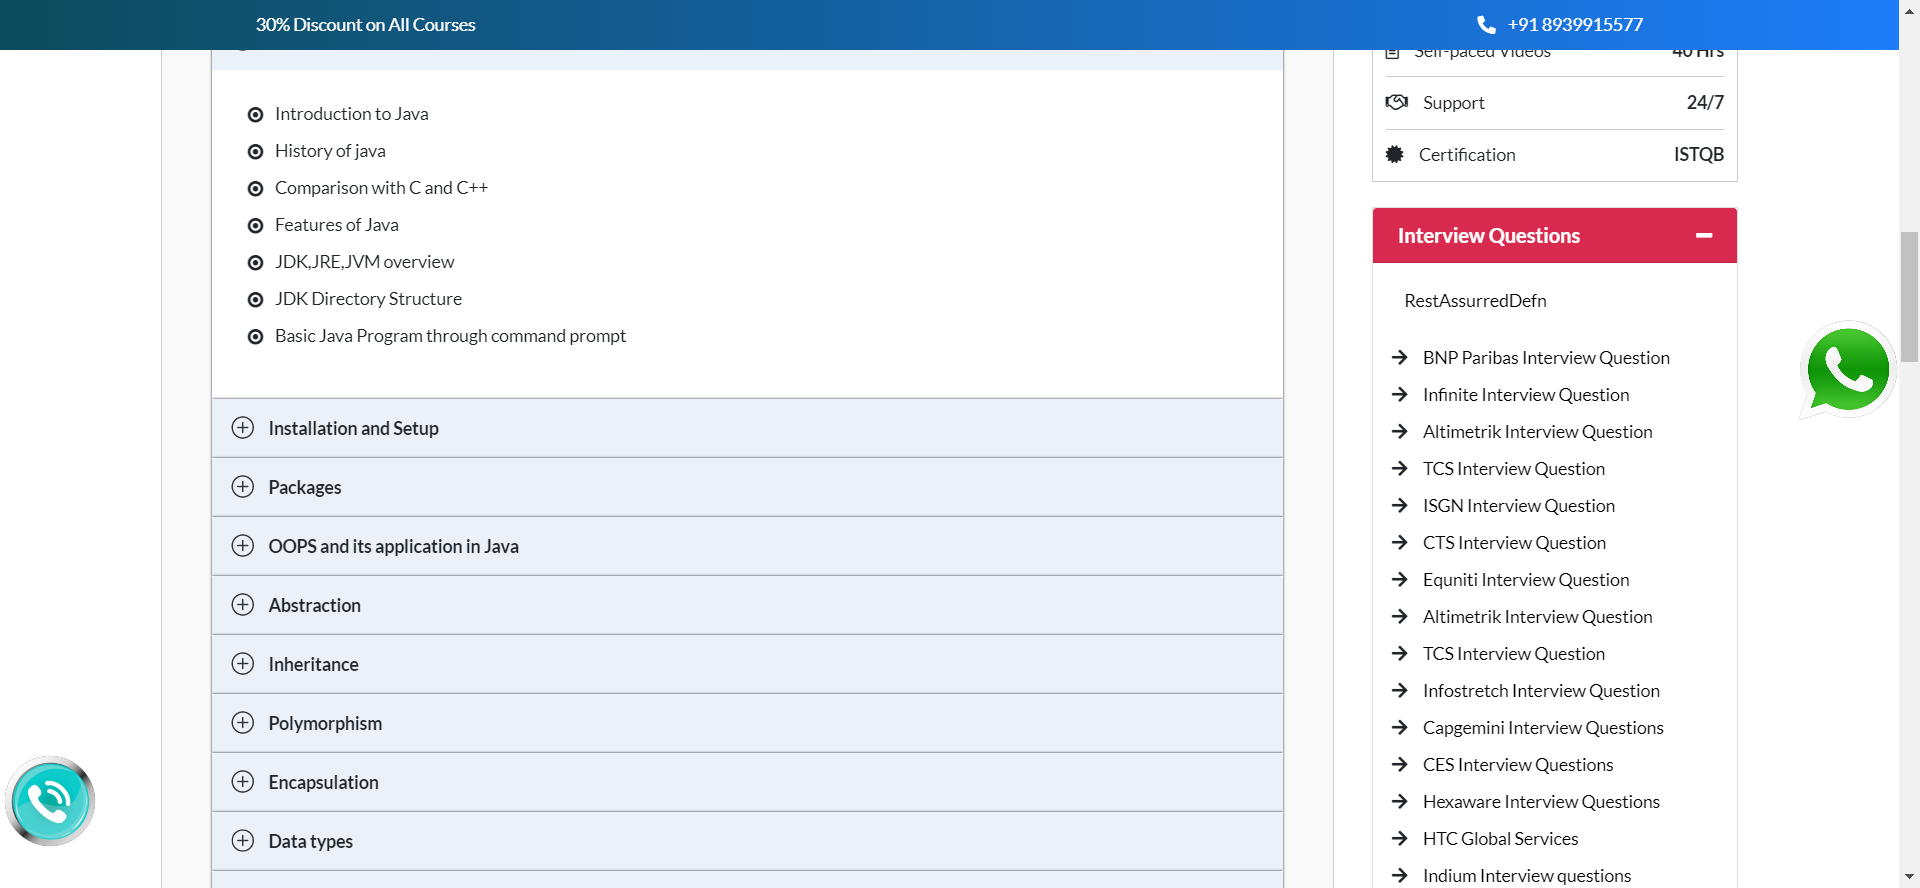 30% Discount on All Courses
+91 8939915577
Introduction to Java
History of java
Comparison with C and C++
Features of Java
JDK,JRE,JVM overview
JDK Directory Structure
Basic Java Program through command prompt
Installation and Setup
Packages
OOPS and its application in Java
Abstraction
Inheritance
Polymorphism
Encapsulation
Data types
Self-paced Videos 40 Hrs
Support 24/7
Certification ISTQB
Interview Questions
RestAssurredDefn
BNP Paribas Interview Question
Infinite Interview Question
Altimetrik Interview Question
TCS Interview Question
ISGN Interview Question
CTS Interview Question
Equniti Interview Question
Altimetrik Interview Question
TCS Interview Question
Infostretch Interview Question
Capgemini Interview Questions
CES Interview Questions
Hexaware Interview Questions
HTC Global Services
Indium Interview questions